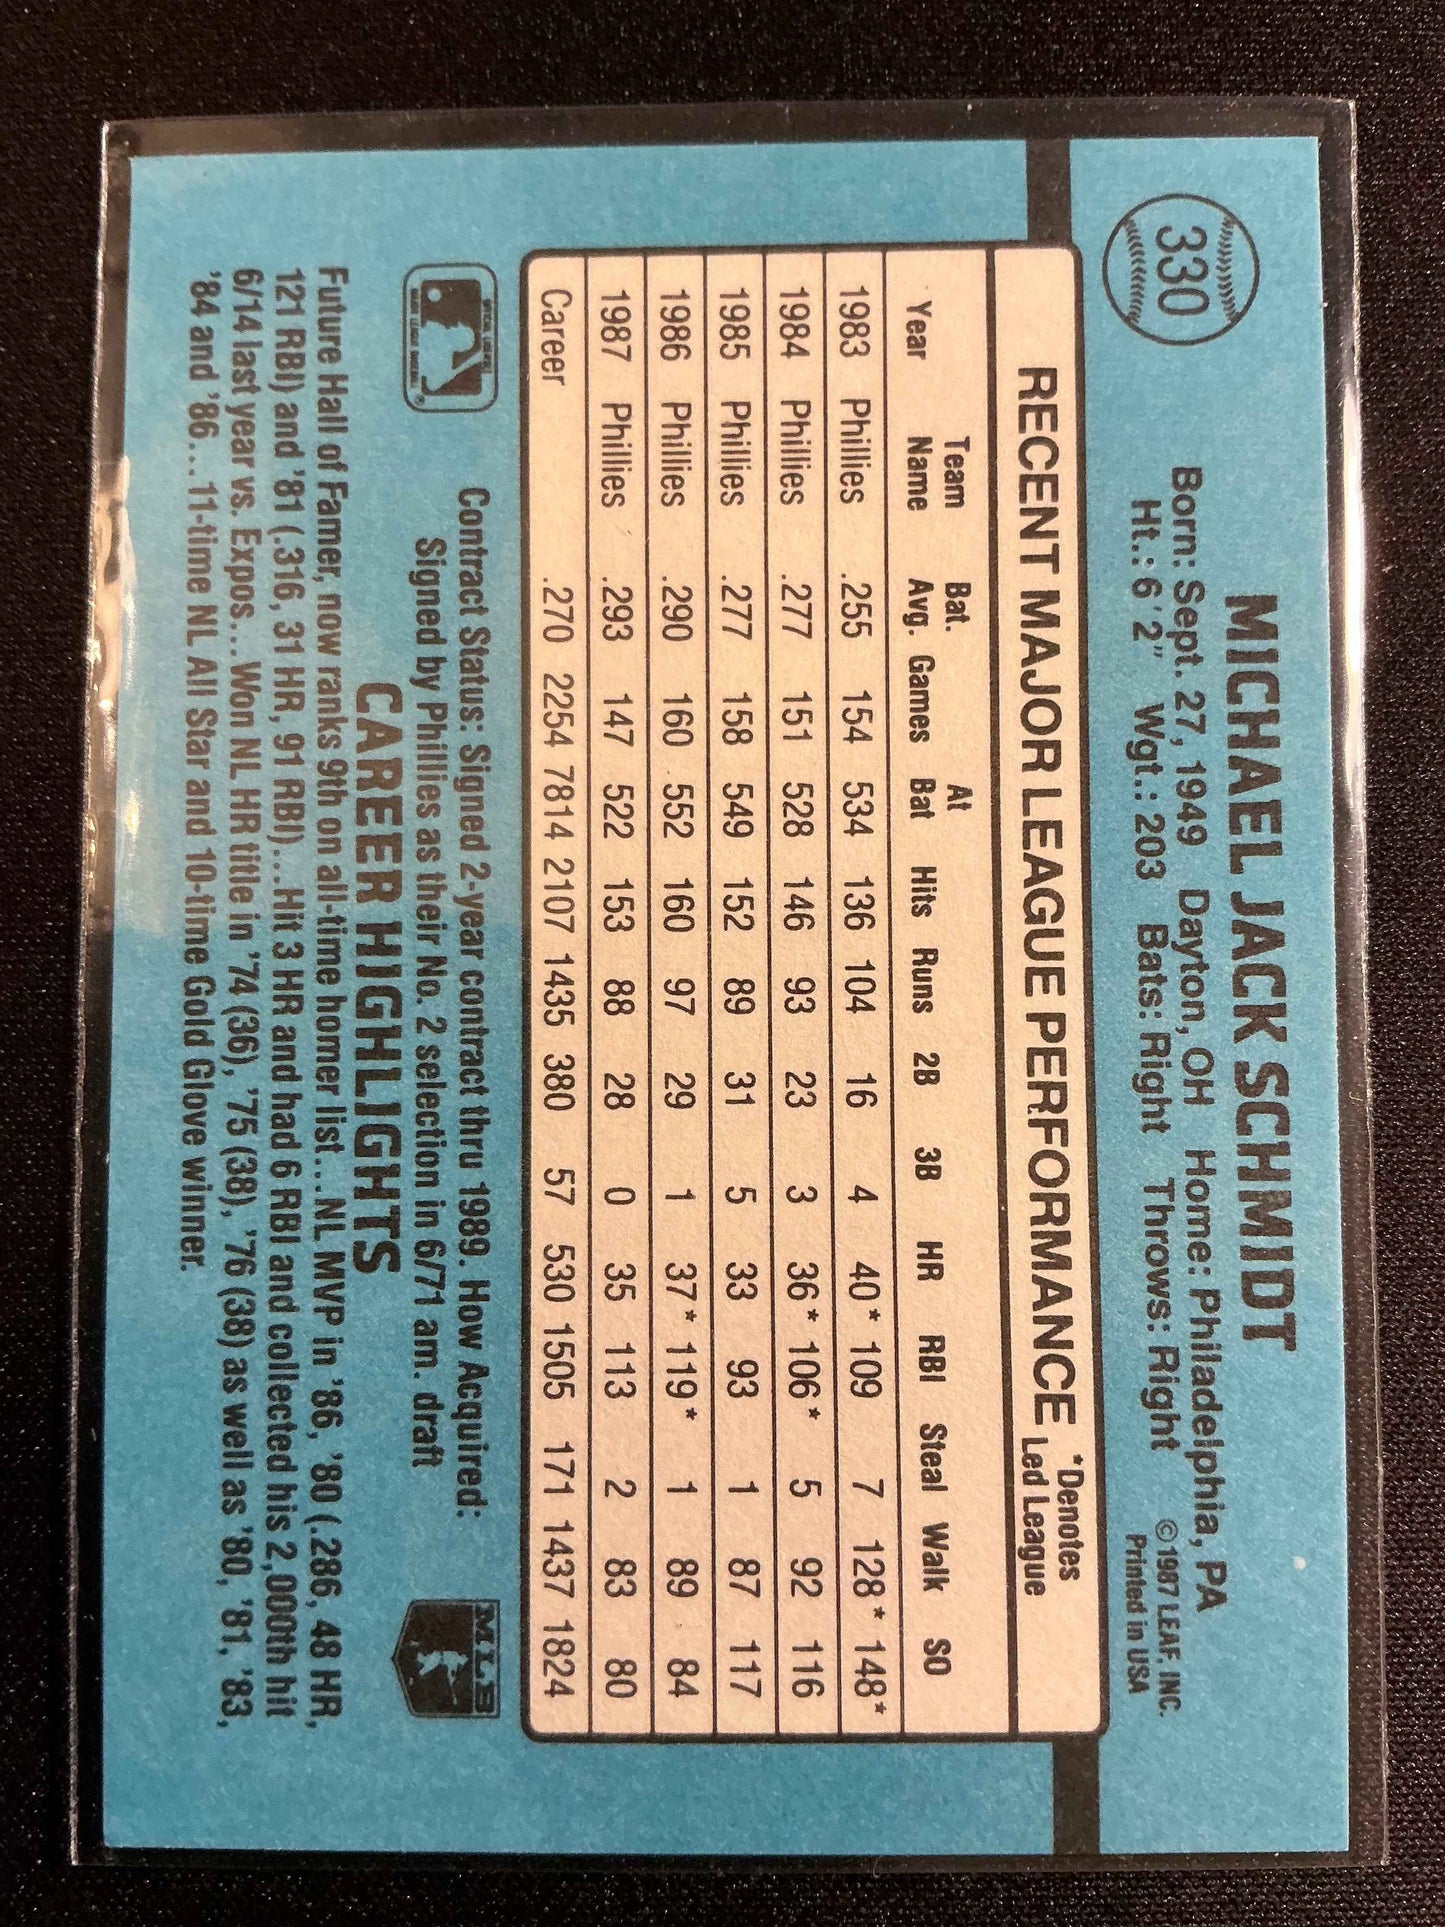 330
MICHAEL JACK SCHMIDT
Born: Sept. 27, 1949 Dayton, OH Home: Philadelphia, PA
Ht.: 6'2" Wgt.: 203 Bats: Right Throws: Right
© 1987 LEAF, INC.
Printed in USA
RECENT MAJOR LEAGUE PERFORMANCE *Denotes Led League
Year Team Name Bat. Avg. Games At Bat Hits Runs 2B 3B HR RBI Steal Walk SO
1983 Phillies .255 154 534 136 104 16 4 40* 109 7 128* 148*
1984 Phillies .277 151 528 146 93 23 3 36* 106* 5 92 116
1985 Phillies .277 158 549 152 89 31 5 33 93 1 87 117
1986 Phillies .290 160 552 160 97 29 1 37* 119* 1 89 84
1987 Phillies .293 147 522 153 88 28 0 35 113 2 83 80
Career .270 2254 7814 2107 1435 380 57 530 1505 171 1437 1824
Contract Status: Signed 2-year contract thru 1989. How Acquired:
Signed by Phillies as their No. 2 selection in 6/71 am. draft
MLB
CAREER HIGHLIGHTS
Future Hall of Famer, now ranks 9th on all-time homer list...NL MVP in '86, '80 (.286, 48 HR,
121 RBI) and '81 (.316, 31 HR, 91 RBI)...Hit 3 HR and had 6 RBI and collected his 2,000th hit
6/14 last year vs. Expos...Won NL HR title in '74 (36), '75 (38), '76 (38) as well as '80, '81, '83,
'84 and '86...11-time NL All Star and 10-time Gold Glove winner.